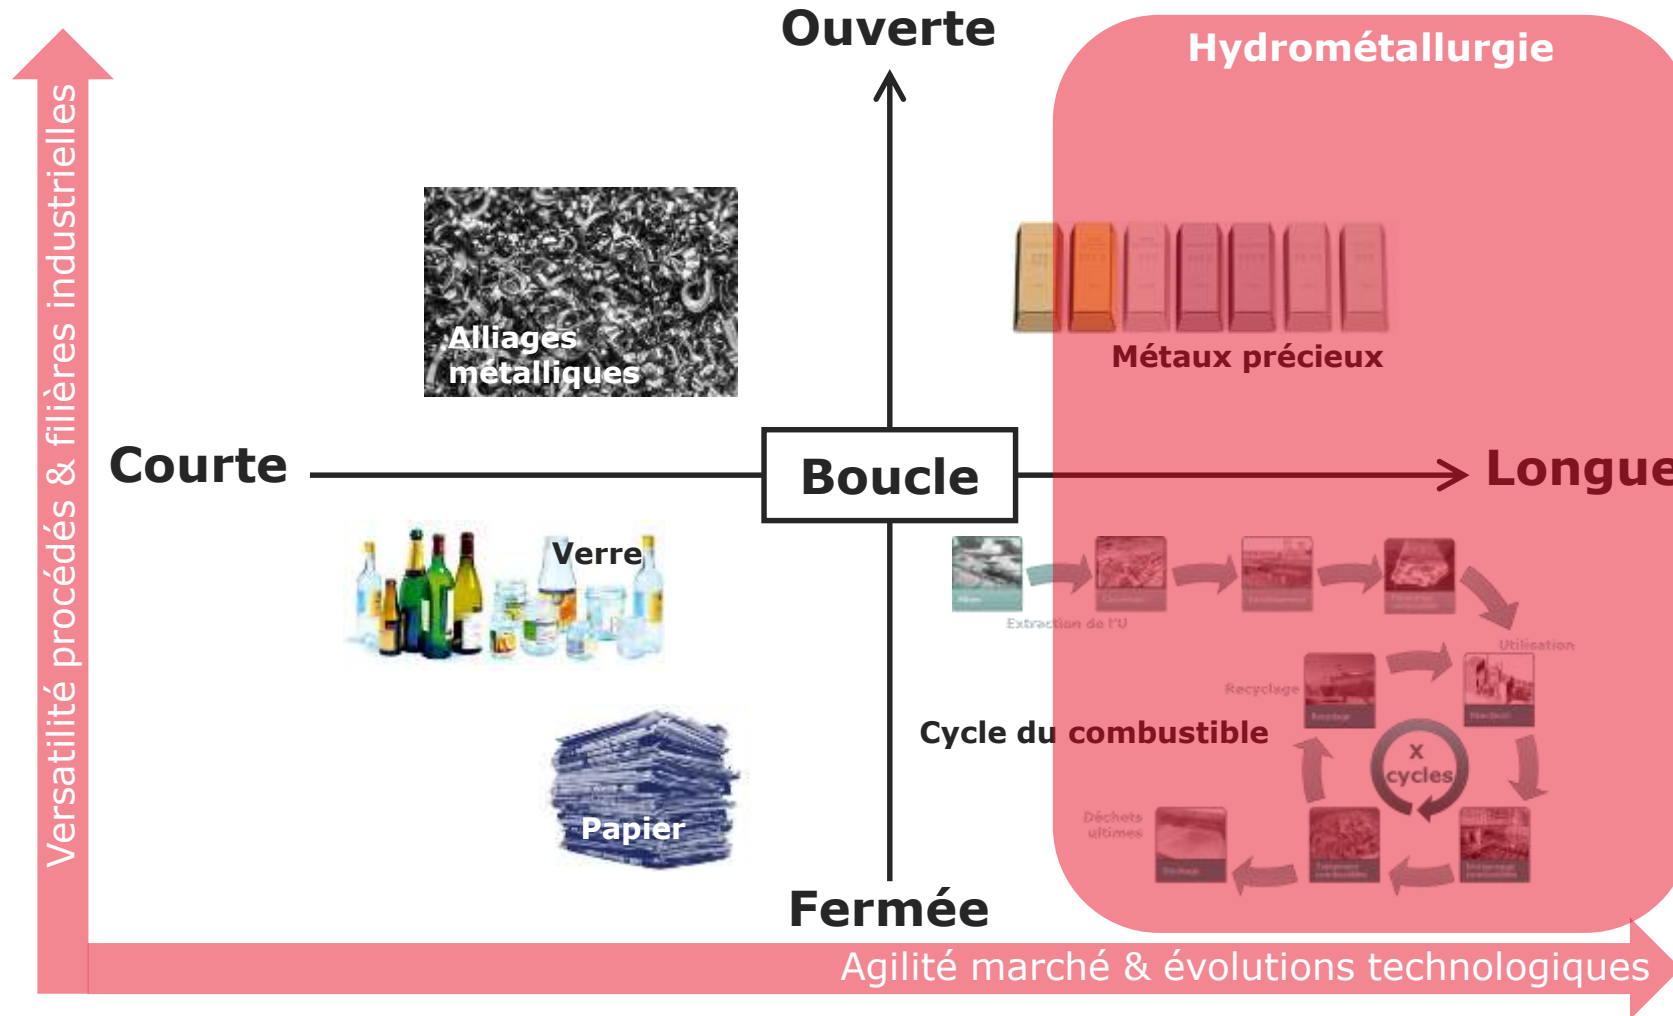 Ouverte
Hydrométallurgie
Versatilité procédés & filières industrielles
Alliages
métalliques
Métaux précieux
Courte
Boucle
Longue
Verre
Extraction de l'U
Utilisation
Recyclage
Cycle du combustible
X
cycles
Papier
Déchets
ultimes
Fermée
Agilité marché & évolutions technologiques